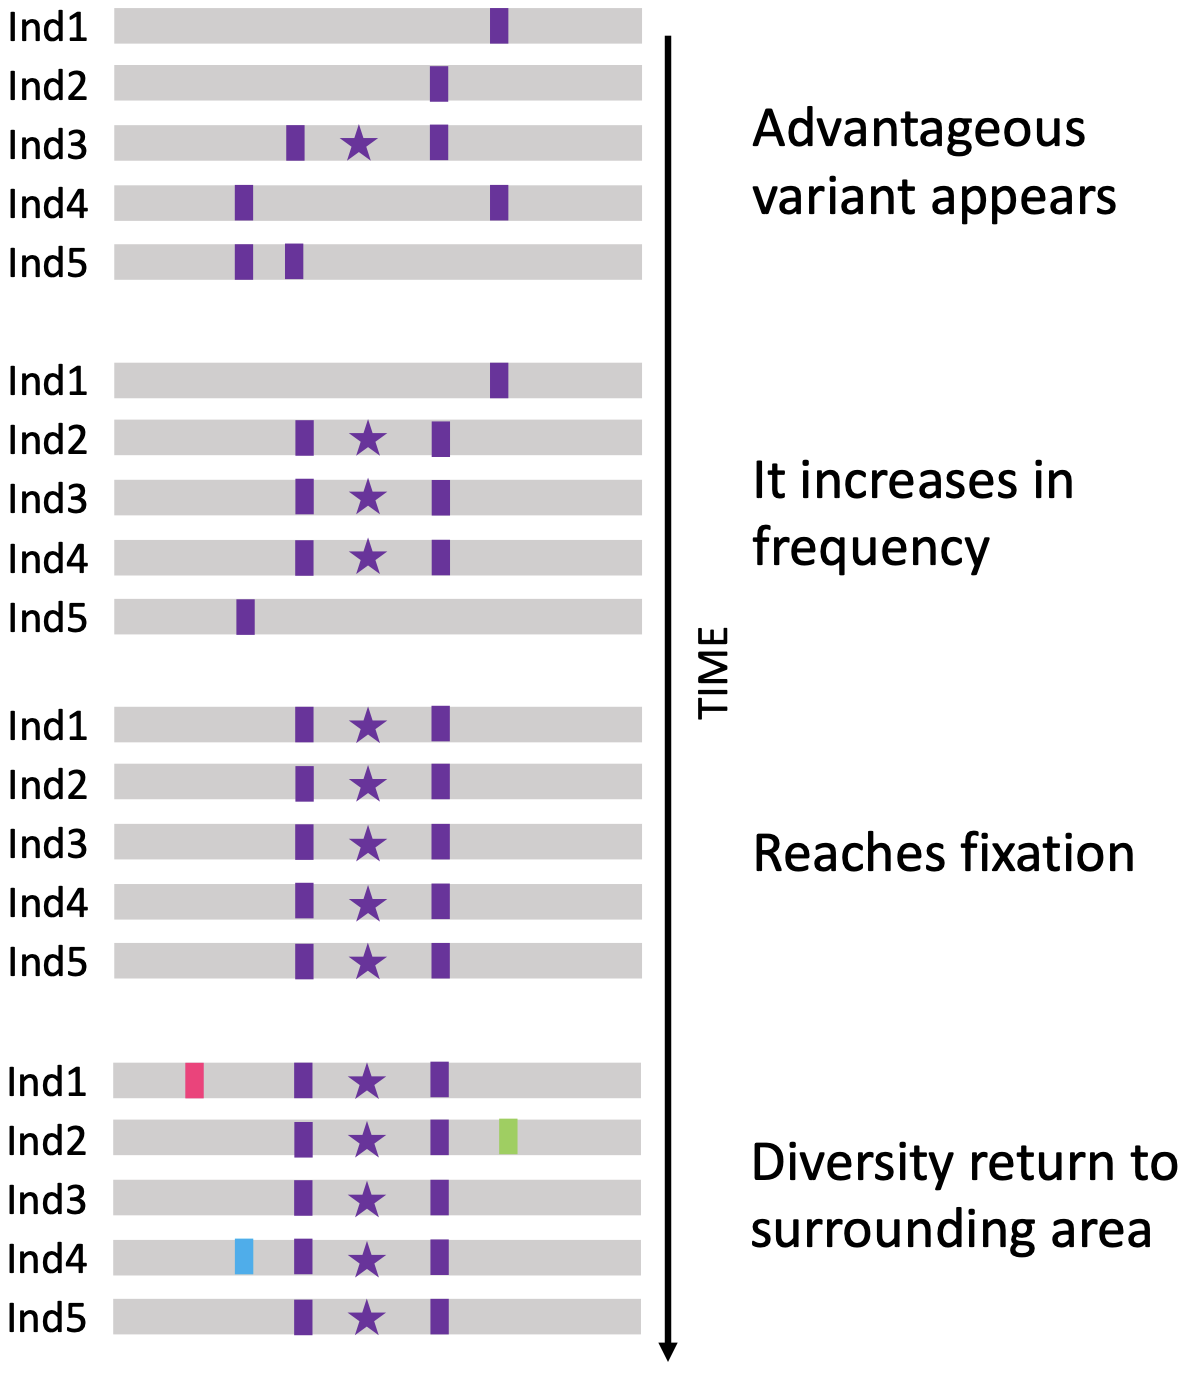 Ind1
Ind2
Ind3
Ind4
Ind5
Advantageous
variant appears
Ind1
Ind2
Ind3
Ind4
Ind5
It increases in
frequency
TIME
Ind1
Ind2
Ind3
Ind4
Ind5
Reaches fixation
Ind1
Ind2
Ind3
Ind4
Ind5
Diversity return to
surrounding area